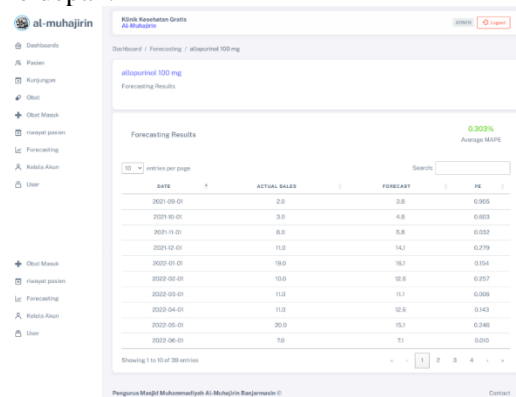 al-muhajirin
Klinik Kesehatan Gratis
Al-Muhajirin
ADMIN
Logout
Dashboards
Pasien
Kunjungan
Obat
Obat Masuk
riwayat pasien
Forecasting
Kelola Akun
User
Obat Masuk
riwayat pasien
Forecasting
Kelola Akun
User
Dashboard / Forecasting / allopurinol 100 mg
allopurinol 100 mg
Forecasting Results
Forecasting Results
0.303%
Average MAPE
10 entries per page
Search:
DATE ACTUAL SALES FORECAST PE
2021-09-01 2.0 3.8 0.905
2021-10-01 3.0 4.8 0.603
2021-11-01 6.0 5.8 0.032
2021-12-01 11.0 14.1 0.279
2022-01-01 19.0 16.1 0.154
2022-02-01 10.0 12.6 0.257
2022-03-01 11.0 11.1 0.008
2022-04-01 11.0 12.6 0.143
2022-05-01 20.0 15.1 0.246
2022-06-01 7.0 7.1 0.010
Showing 1 to 10 of 39 entries
« ‹ 1 2 3 4 › »
Pengurus Masjid Muhammadiyah Al-Muhajirin Banjarmasin ©
Contact